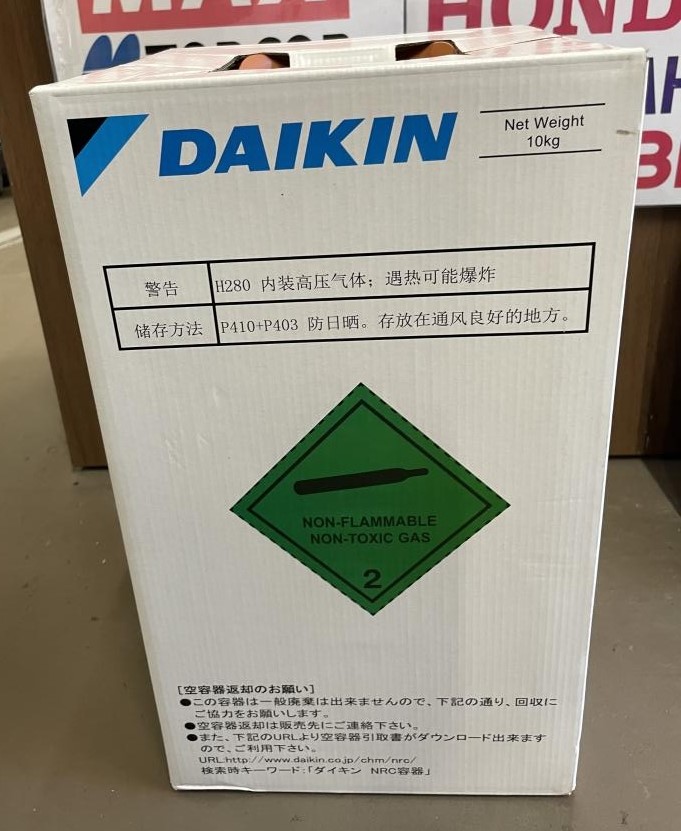 HOND
DAIKIN
Net Weight
10kg
警告 H280 内装高压气体；遇热可能爆炸
储存方法 P410+P403 防日晒。存放在通风良好的地方。
NON-FLAMMABLE
NON-TOXIC GAS
2
[空容器返却のお願い]
●この容器は一般廃棄は出来ませんので、下記の通り、回収に
ご協力をお願いします。
●空容器返却は販売先にご連絡下さい。
●また、下記のURLより空容器引取書がダウンロード出来ます
ので、ご利用下さい。
URL:http://www.daikin.co.jp/chm/nrc/
検索時キーワード:「ダイキン NRC容器」